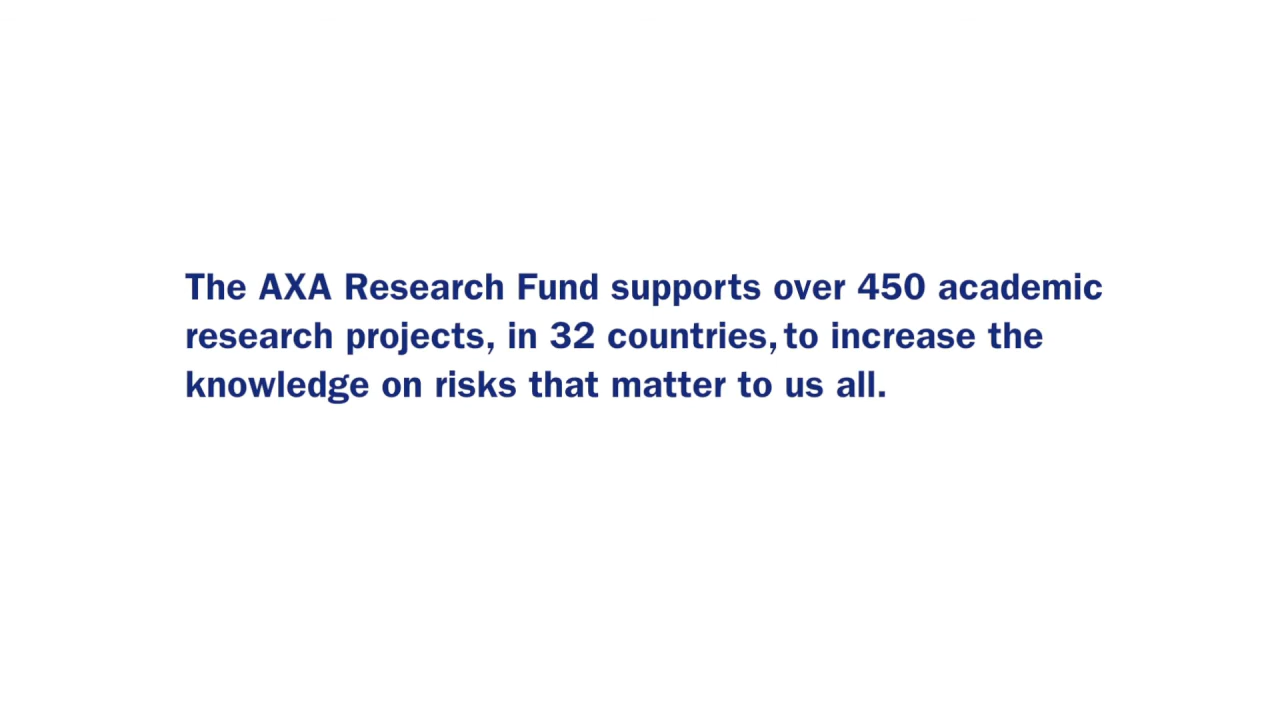 The AXA Research Fund supports over 450 academic
research projects, in 32 countries, to increase the
knowledge on risks that matter to us all.